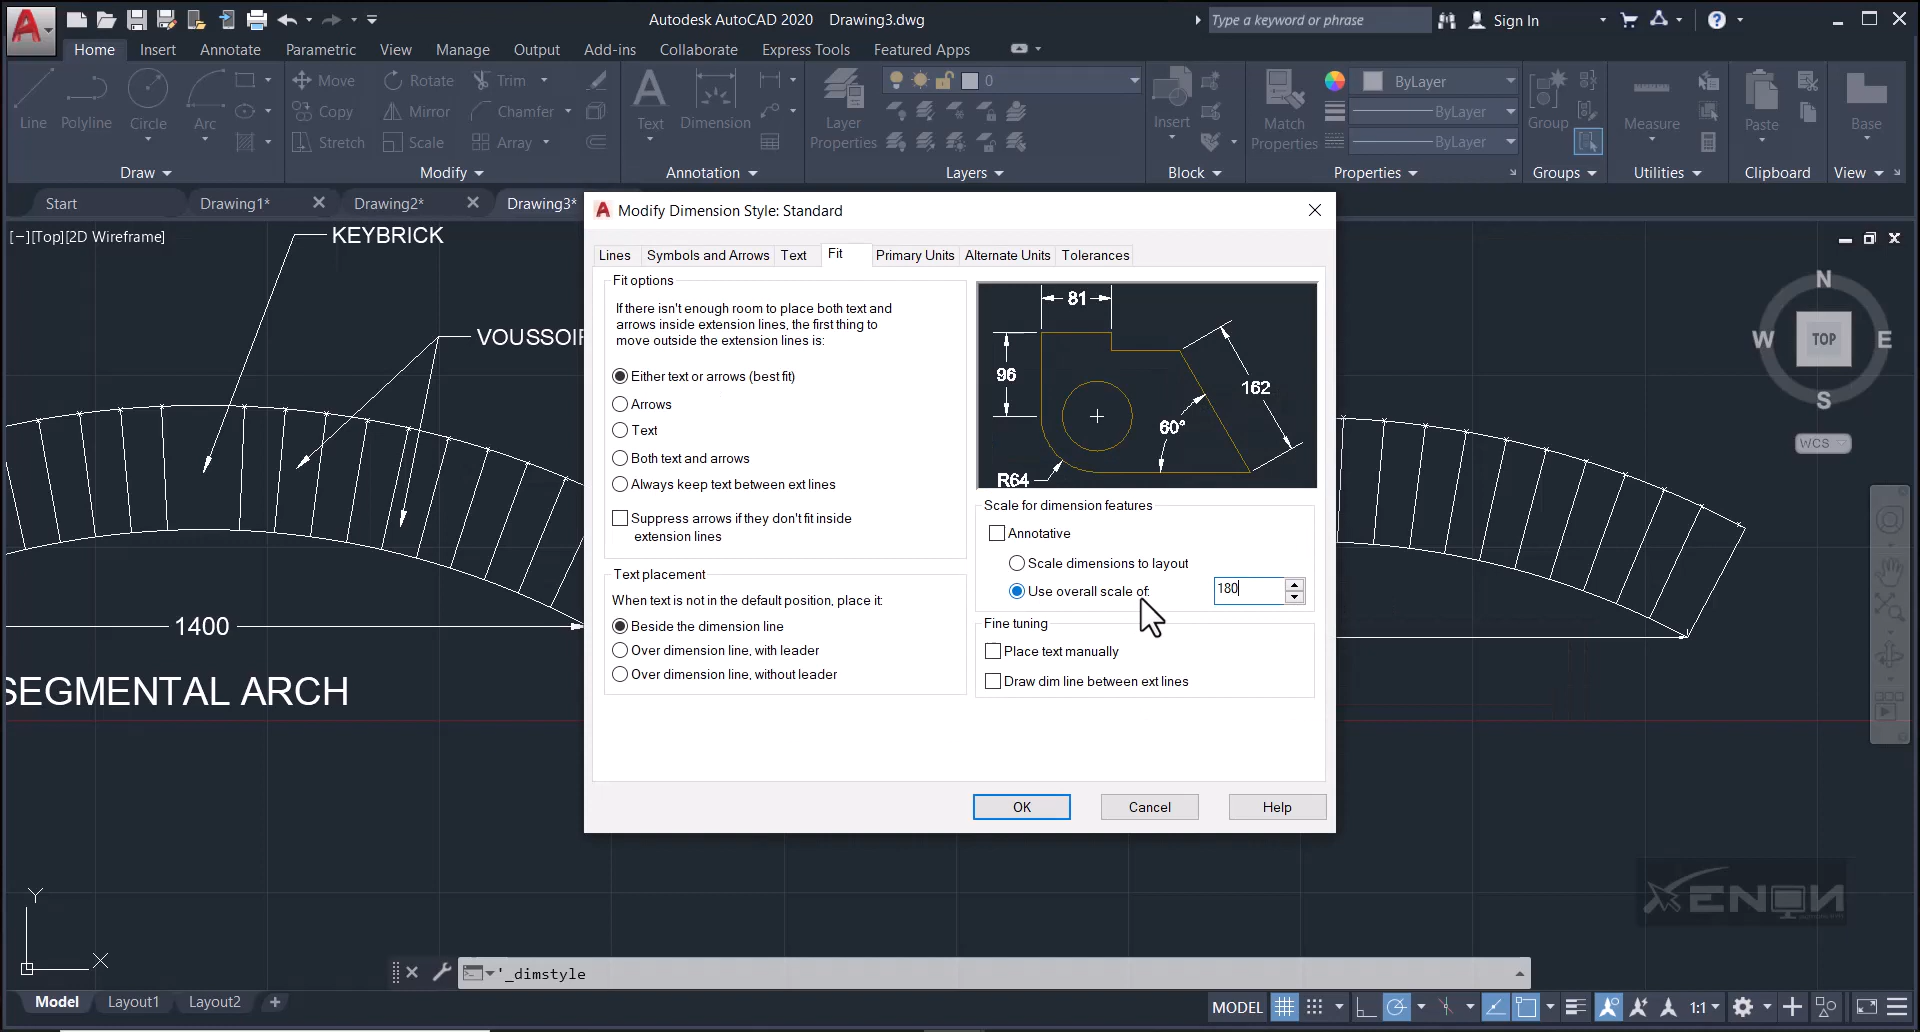 Autodesk AutoCAD 2020 Drawing3.dwg
Type a keyword or phrase
Sign In
Home Insert Annotate Parametric View Manage Output Add-ins Collaborate Express Tools Featured Apps
Line Polyline Circle Arc
Move Rotate Trim
Copy Mirror Chamfer
Stretch Scale Array
Text Dimension
Layer
Properties
0
Insert
Match
Properties
ByLayer
ByLayer
ByLayer
Group
Measure
Paste
Base
Draw Modify Annotation Layers Block Properties Groups Utilities Clipboard View
Start Drawing1* Drawing2* Drawing3*
[−][Top][2D Wireframe]
KEYBRICK
VOUSSOIR
1400
SEGMENTAL ARCH
Modify Dimension Style: Standard
Lines Symbols and Arrows Text Fit Primary Units Alternate Units Tolerances
Fit options
If there isn't enough room to place both text and
arrows inside extension lines, the first thing to
move outside the extension lines is:
Either text or arrows (best fit)
Arrows
Text
Both text and arrows
Always keep text between ext lines
Suppress arrows if they don't fit inside
extension lines
Text placement
When text is not in the default position, place it:
Beside the dimension line
Over dimension line, with leader
Over dimension line, without leader
81
96
162
60°
R64
Scale for dimension features
Annotative
Scale dimensions to layout
Use overall scale of:
180
Fine tuning
Place text manually
Draw dim line between ext lines
OK Cancel Help
N
W TOP E
S
WCS
XENON
Y
X
'_dimstyle
Model Layout1 Layout2 +
MODEL
1:1